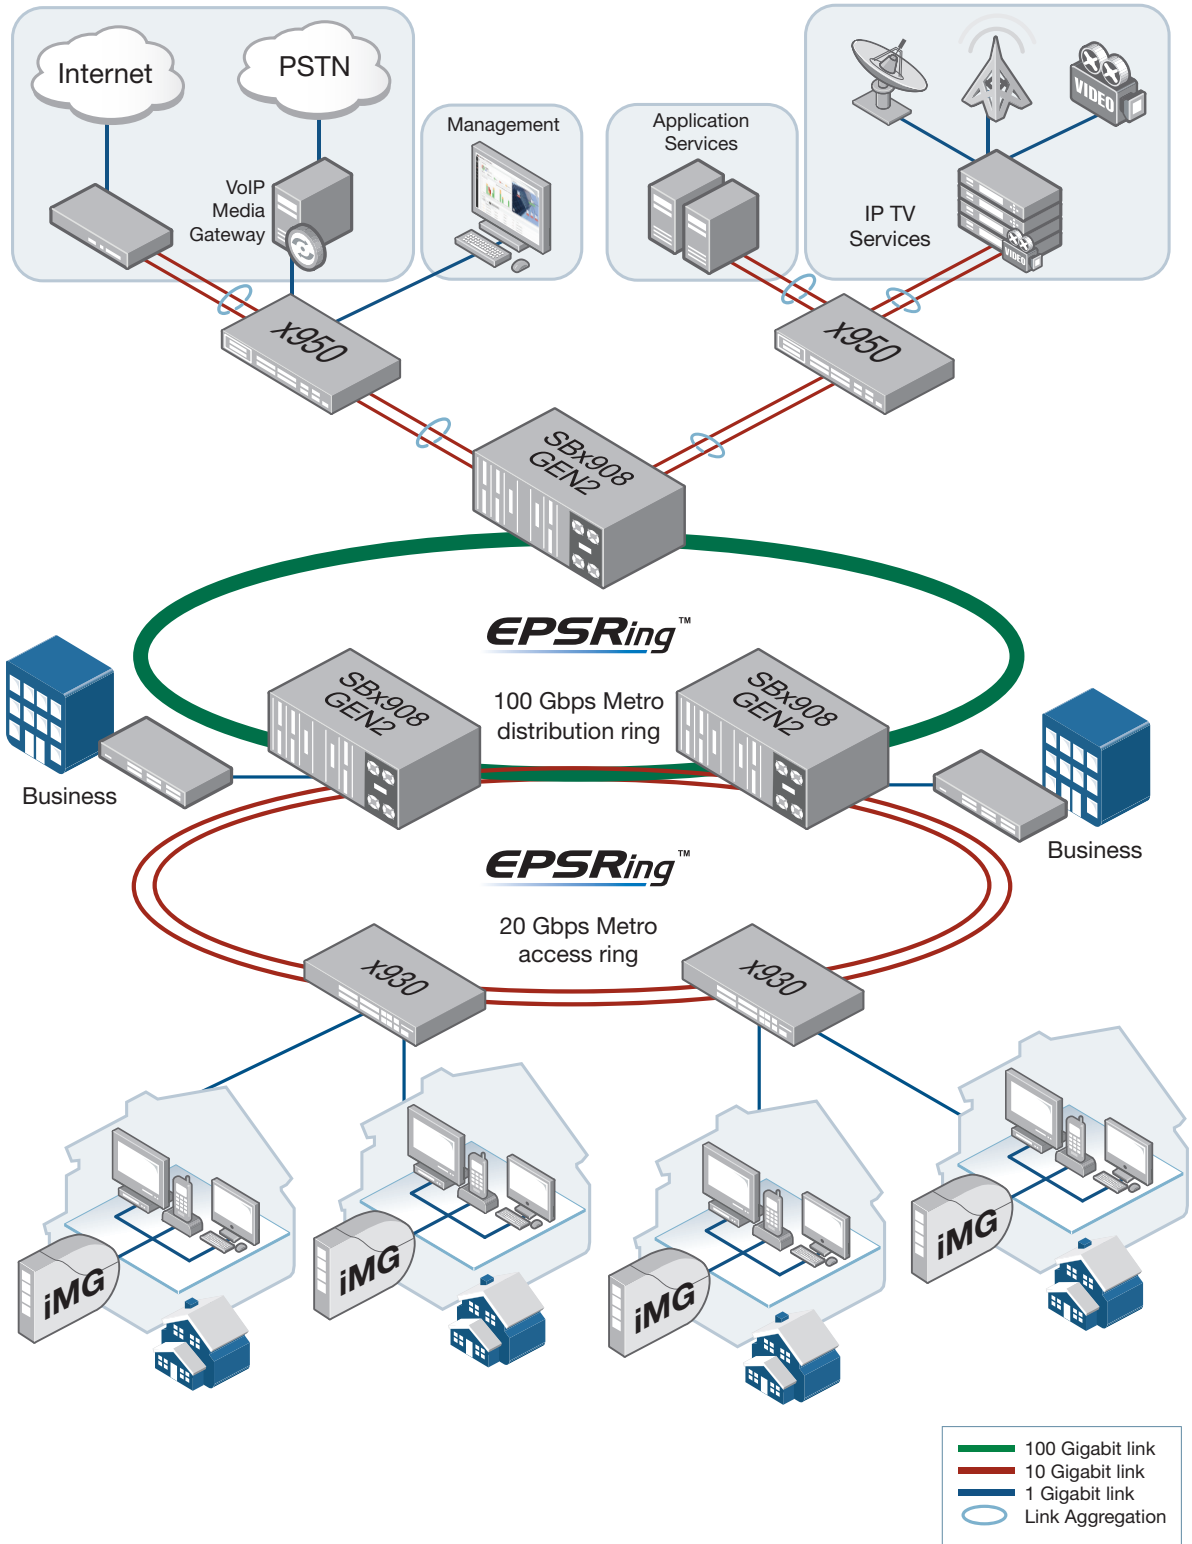 Internet
PSTN
VoIP
Media
Gateway
Management
Application
Services
IP TV
Services
VIDEO
VIDEO
x950
x950
SBx908
GEN2
EPSRing™
100 Gbps Metro
distribution ring
SBx908
GEN2
SBx908
GEN2
Business
Business
EPSRing™
20 Gbps Metro
access ring
x930
x930
iMG
iMG
iMG
iMG
100 Gigabit link
10 Gigabit link
1 Gigabit link
Link Aggregation